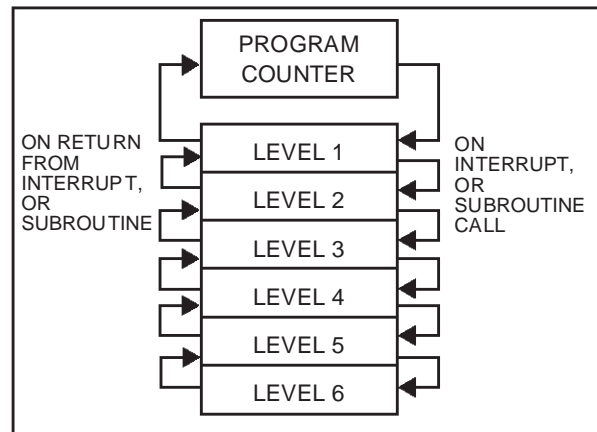 PROGRAM
COUNTER
ON RETURN
FROM
INTERRUPT,
OR
SUBROUTINE
LEVEL 1
LEVEL 2
LEVEL 3
LEVEL 4
LEVEL 5
LEVEL 6
ON
INTERRUPT,
OR
SUBROUTINE
CALL